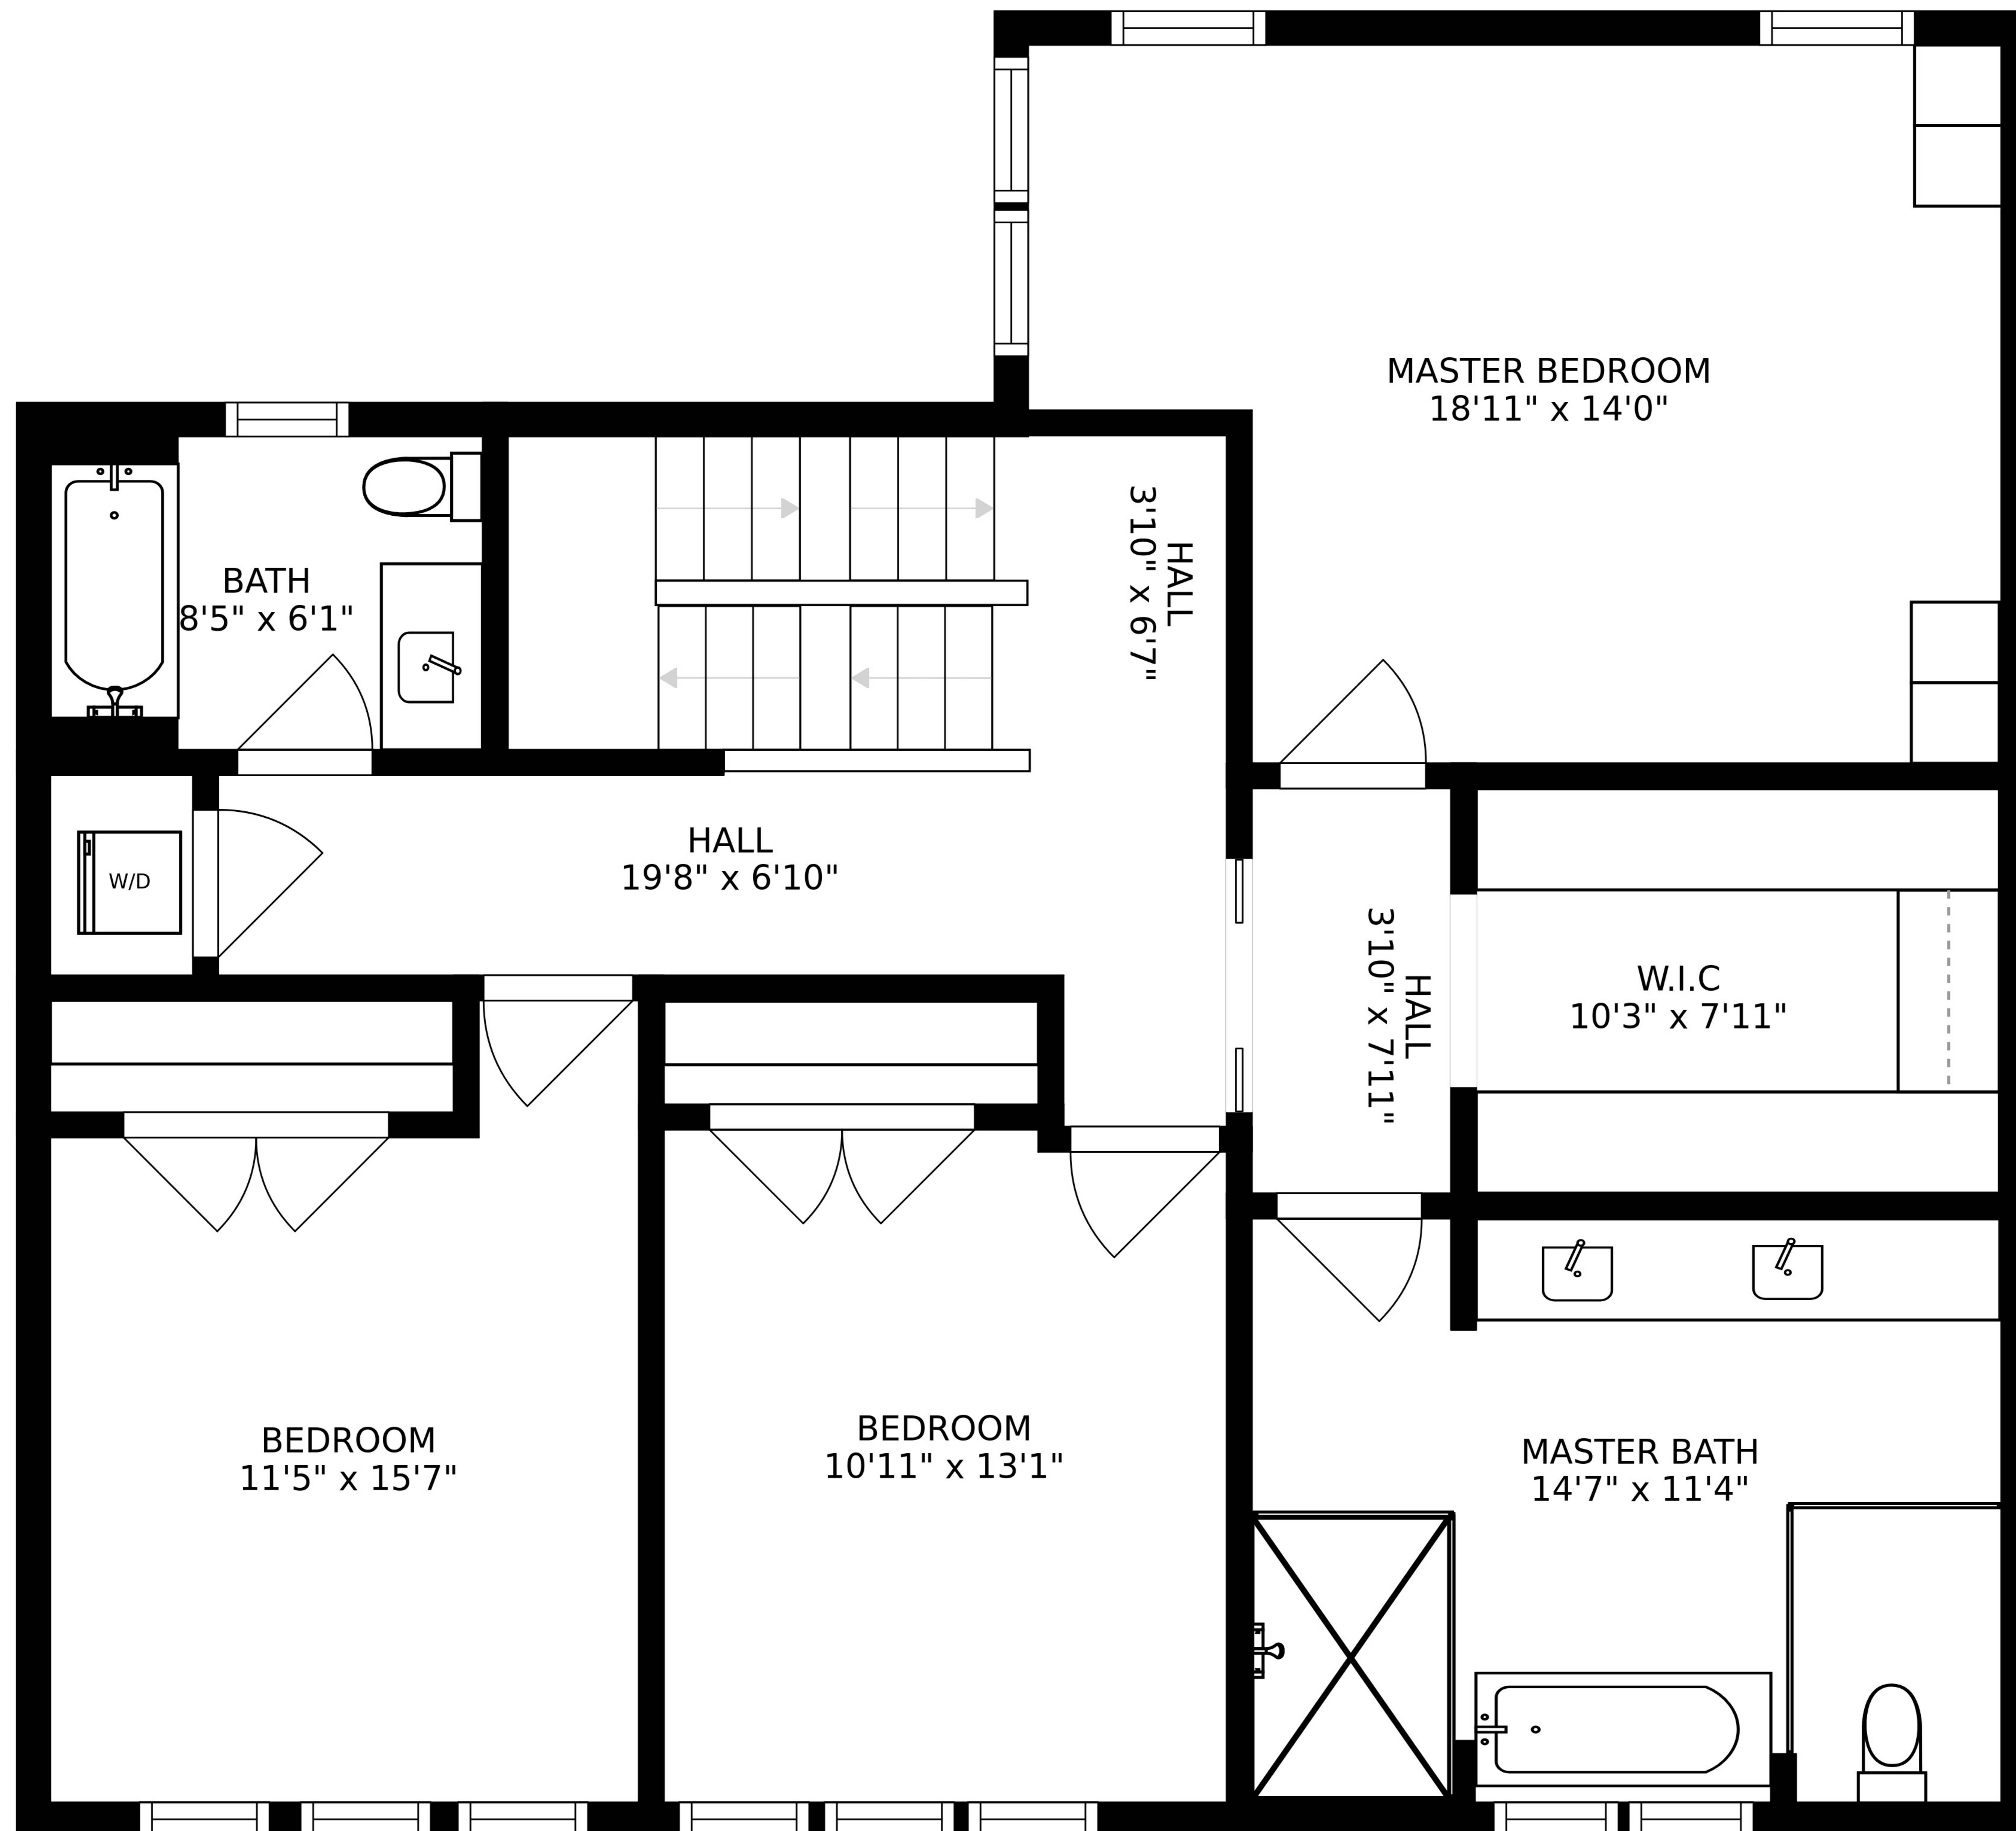 MASTER BEDROOM
18'11" x 14'0"
HALL
3'10" x 6'7"
BATH
8'5" x 6'1"
HALL
19'8" x 6'10"
W/D
HALL
3'10" x 7'11"
W.I.C
10'3" x 7'11"
BEDROOM
11'5" x 15'7"
BEDROOM
10'11" x 13'1"
MASTER BATH
14'7" x 11'4"